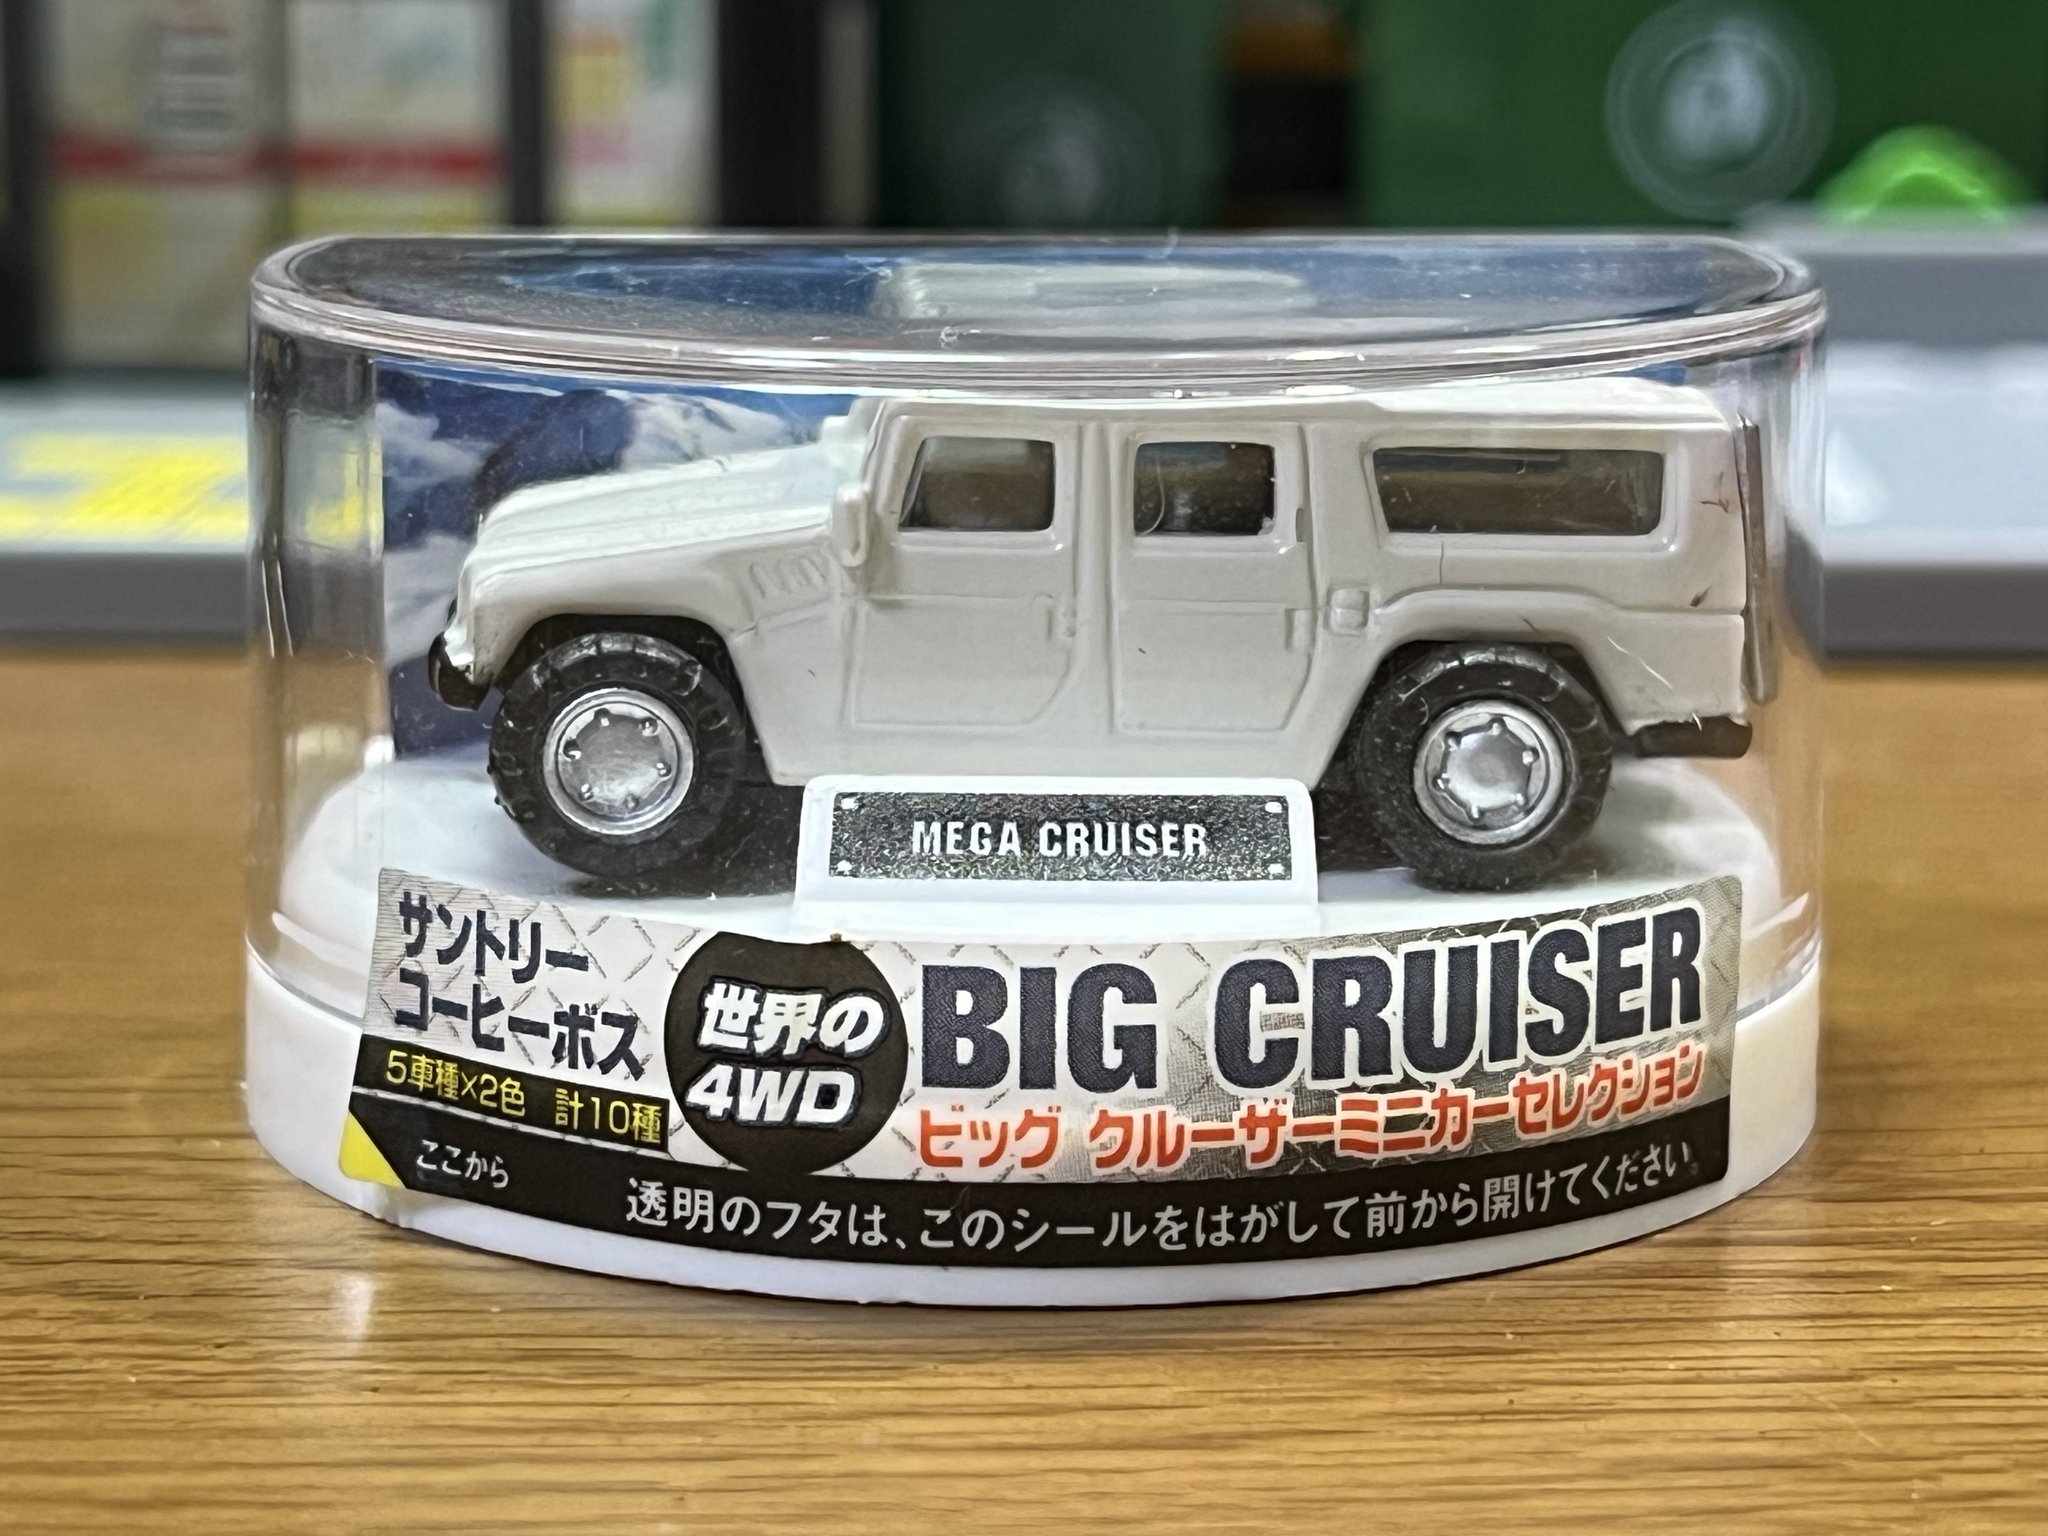 MEGA CRUISER
サントリー
コーヒーボス
5車種×2色 計10種
世界の
4WD
BIG CRUISER
ビッグ クルーザーミニカーセレクション
ここから
透明のフタは、このシールをはがして前から開けてください。